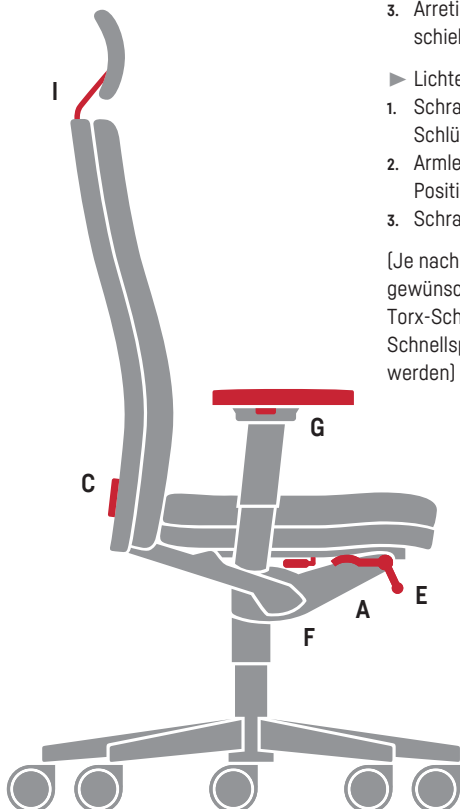 3. Arreti
schieb
► Lichte
1. Schra
Schlü
2. Armle
Positi
3. Schra
(Je nach
gewünsc
Torx-Sch
Schnellsp
werden)
I
G
C
E
A
F